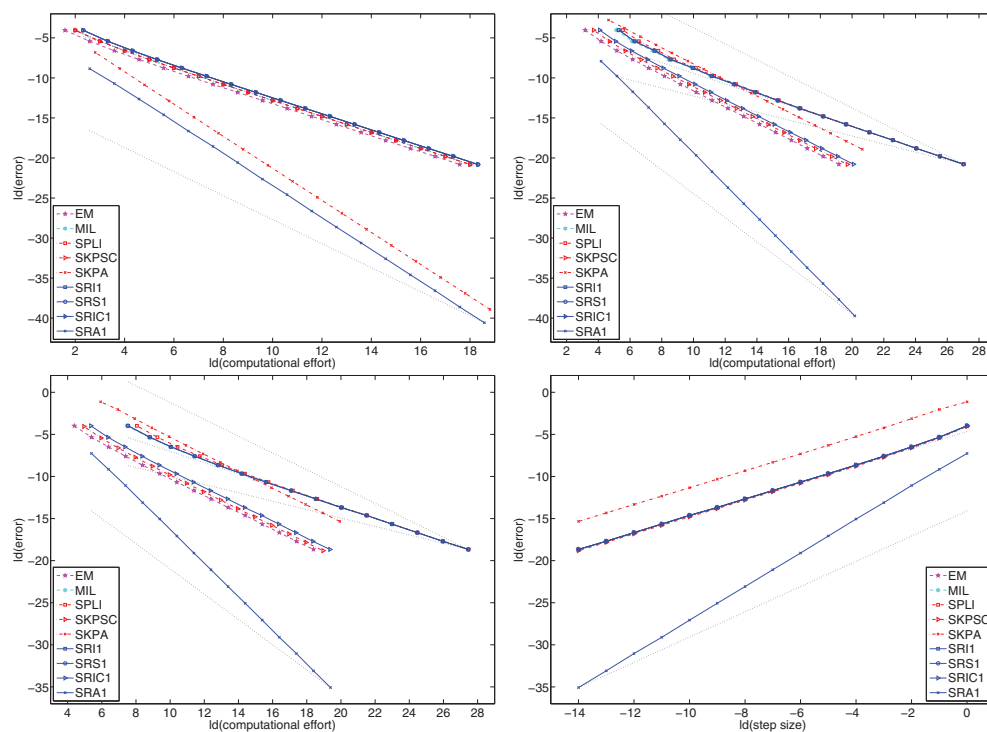 −5
−10
−15
−20
−25
−30
−35
−40
ld(error)
EM
MIL
SPLI
SKPSC
SKPA
SRI1
SRS1
SRIC1
SRA1
2 4 6 8 10 12 14 16 18
ld(computational effort)
−5
−10
−15
−20
−25
−30
−35
−40
ld(error)
EM
MIL
SPLI
SKPSC
SKPA
SRI1
SRS1
SRIC1
SRA1
2 4 6 8 10 12 14 16 18 20 22 24 26 28
ld(computational effort)
0
−5
−10
−15
−20
−25
−30
−35
ld(error)
EM
MIL
SPLI
SKPSC
SKPA
SRI1
SRS1
SRIC1
SRA1
4 6 8 10 12 14 16 18 20 22 24 26 28
ld(computational effort)
0
−5
−10
−15
−20
−25
−30
−35
ld(error)
EM
MIL
SPLI
SKPSC
SKPA
SRI1
SRS1
SRIC1
SRA1
−14 −12 −10 −8 −6 −4 −2 0
ld(step size)